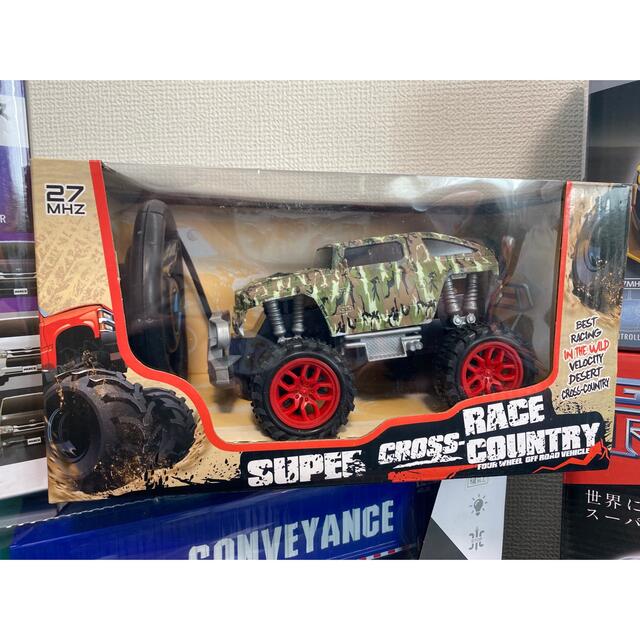 27
MHZ
BEST
RACING
IN THE WILD
VELOCITY
DESERT
CROSS-COUNTRY
RACE
SUPER CROSS-COUNTRY
FOUR WHEEL OFF ROAD VEHICLE
CONVEYANCE
世界に
スーパ